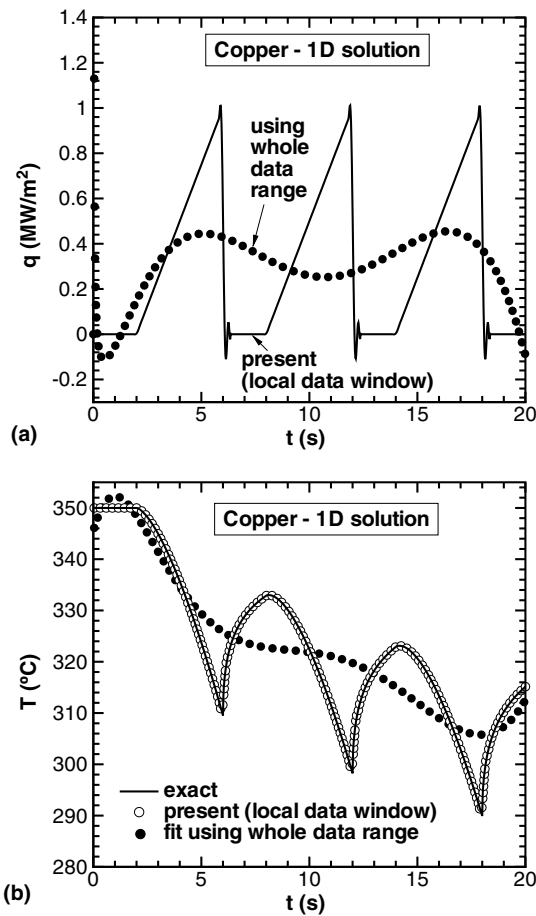 1.4
Copper - 1D solution
1.2
1
using
whole
data
range
0.8
q (MW/m²)
0.6
0.4
0.2
0
present
(local data window)
-0.2
0 5 10 15 20
(a)
t (s)
Copper - 1D solution
350
340
330
T (ºC)
320
310
300
exact
290
present (local data window)
fit using whole data range
280
0 5 10 15 20
(b)
t (s)